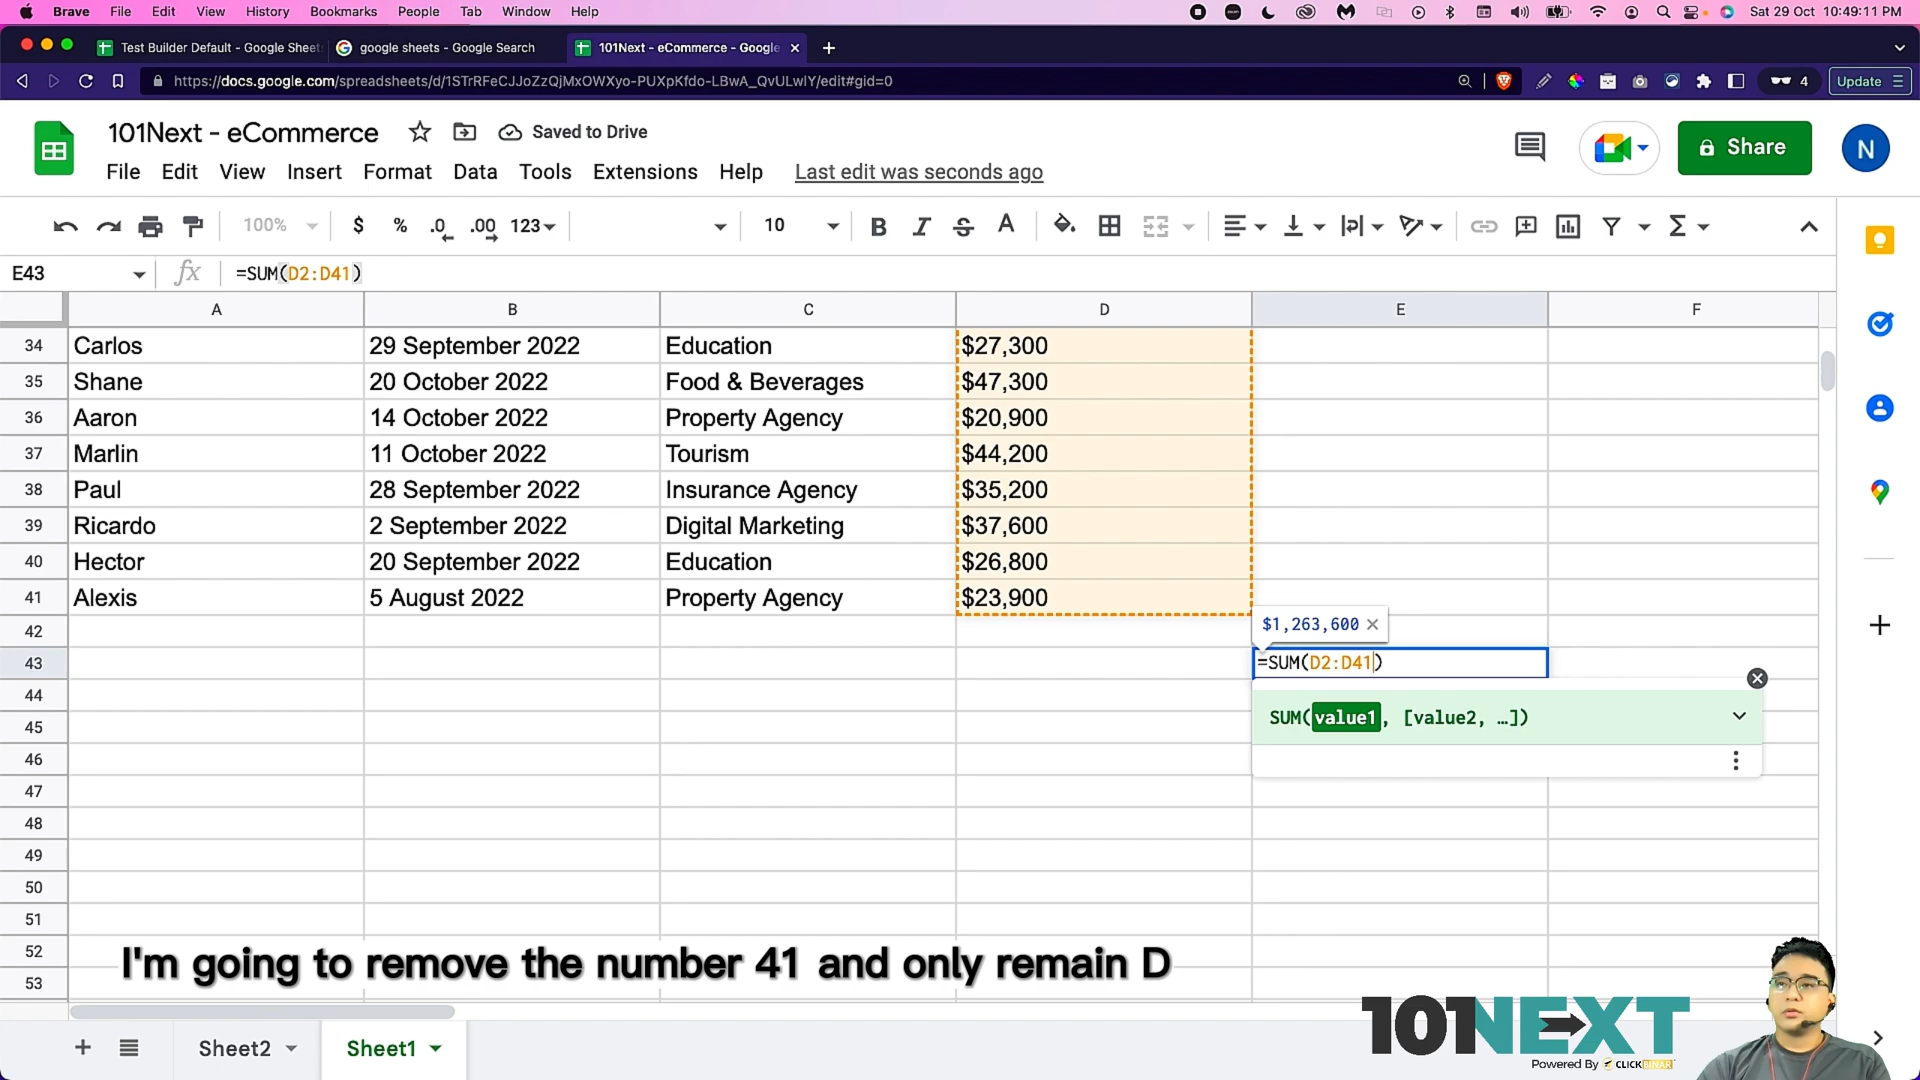 Brave File Edit View History Bookmarks People Tab Window Help Sat 29 Oct 10:49:11 PM
Test Builder Default - Google Sheet google sheets - Google Search 101Next - eCommerce - Google
https://docs.google.com/spreadsheets/d/1STrRFeCJJoZzQjMxOWXyo-PUXpKfdo-LBwA_QvULwlY/edit#gid=0 4 Update
101Next - eCommerce Saved to Drive Share N
File Edit View Insert Format Data Tools Extensions Help Last edit was seconds ago
100% $ % .0 .00 123 10 B I S A Σ
E43 fx =SUM(D2:D41)
A B C D E F
34 Carlos 29 September 2022 Education $27,300
35 Shane 20 October 2022 Food & Beverages $47,300
36 Aaron 14 October 2022 Property Agency $20,900
37 Marlin 11 October 2022 Tourism $44,200
38 Paul 28 September 2022 Insurance Agency $35,200
39 Ricardo 2 September 2022 Digital Marketing $37,600
40 Hector 20 September 2022 Education $26,800
41 Alexis 5 August 2022 Property Agency $23,900
42 $1,263,600
43 =SUM(D2:D41)
44
SUM(value1, [value2, …])
45
46
47
48
49
50
51
52
I'm going to remove the number 41 and only remain D
53
101NEXT
Powered By CLICKBINAR
Sheet2 Sheet1